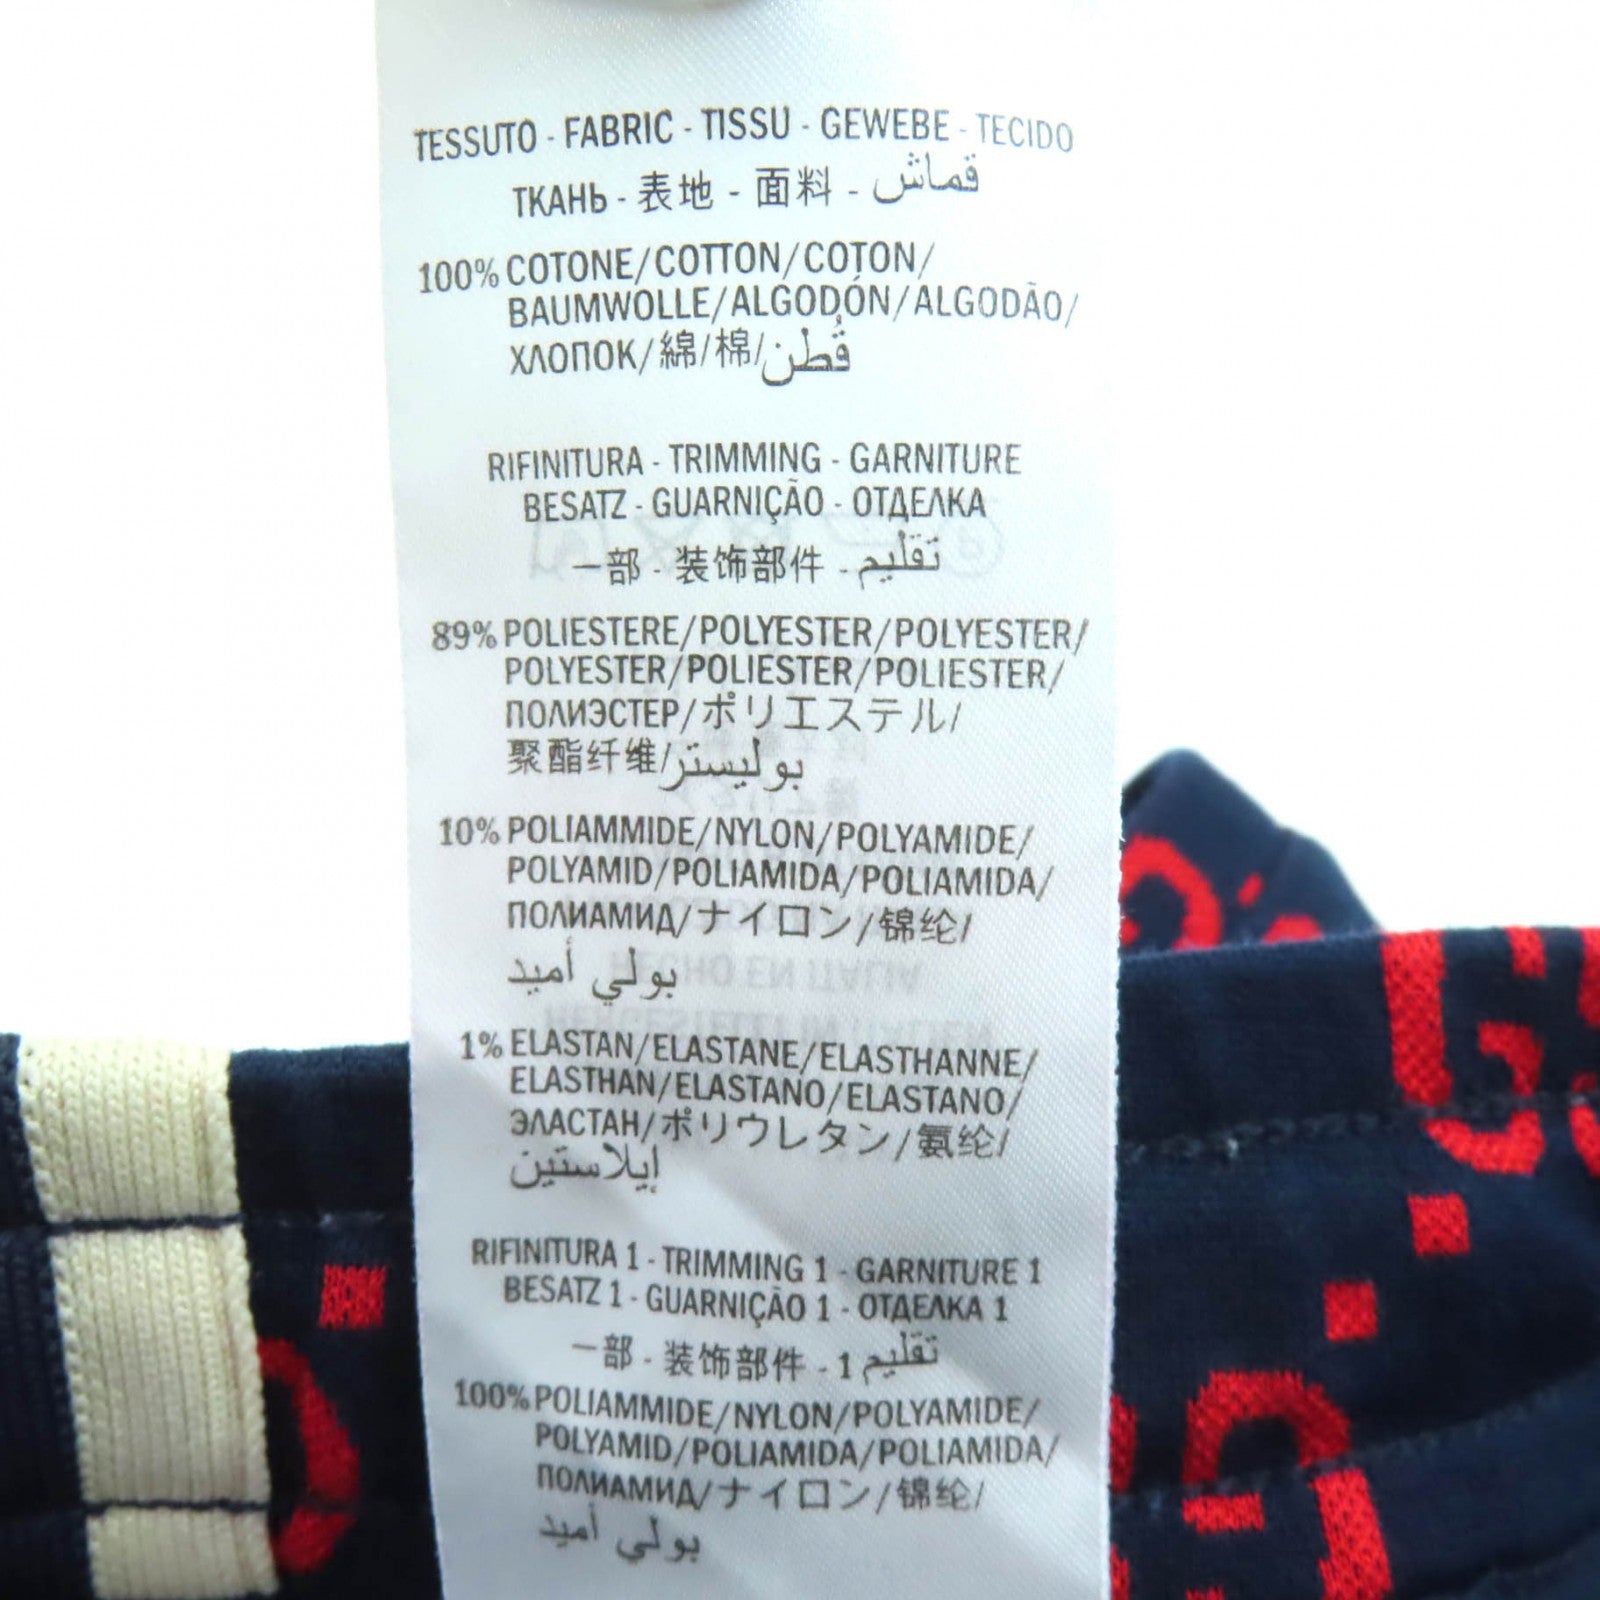 TESSUTO - FABRIC - TISSU - GEWEBE - TECIDO
ТКАНЬ - 表地 - 面料 - قماش
100% COTONE/COTTON/COTON/
BAUMWOLLE/ALGODÓN/ALGODÃO/
ХЛОПОК/綿/棉/قُطن
RIFINITURA - TRIMMING - GARNITURE
BESATZ - GUARNIÇÃO - ОТДЕЛКА
一部 - 装饰部件 - تقليم
89% POLIESTERE/POLYESTER/POLYESTER/
POLYESTER/POLIESTER/POLIESTER/
ПОЛИЭСТЕР/ポリエステル/
聚酯纤维/بوليستر
10% POLIAMMIDE/NYLON/POLYAMIDE/
POLYAMID/POLIAMIDA/POLIAMIDA/
ПОЛИАМИД/ナイロン/锦纶/
بولي أميد
1% ELASTAN/ELASTANE/ELASTHANNE/
ELASTHAN/ELASTANO/ELASTANO/
ЭЛАСТАН/ポリウレタン/氨纶/
إيلاستين
RIFINITURA 1 - TRIMMING 1 - GARNITURE 1
BESATZ 1 - GUARNIÇÃO 1 - ОТДЕЛКА 1
一部 - 装饰部件 - 1 تقليم
100% POLIAMMIDE/NYLON/POLYAMIDE/
POLYAMID/POLIAMIDA/POLIAMIDA/
ПОЛИАМИД/ナイロン/锦纶/
بولي أميد